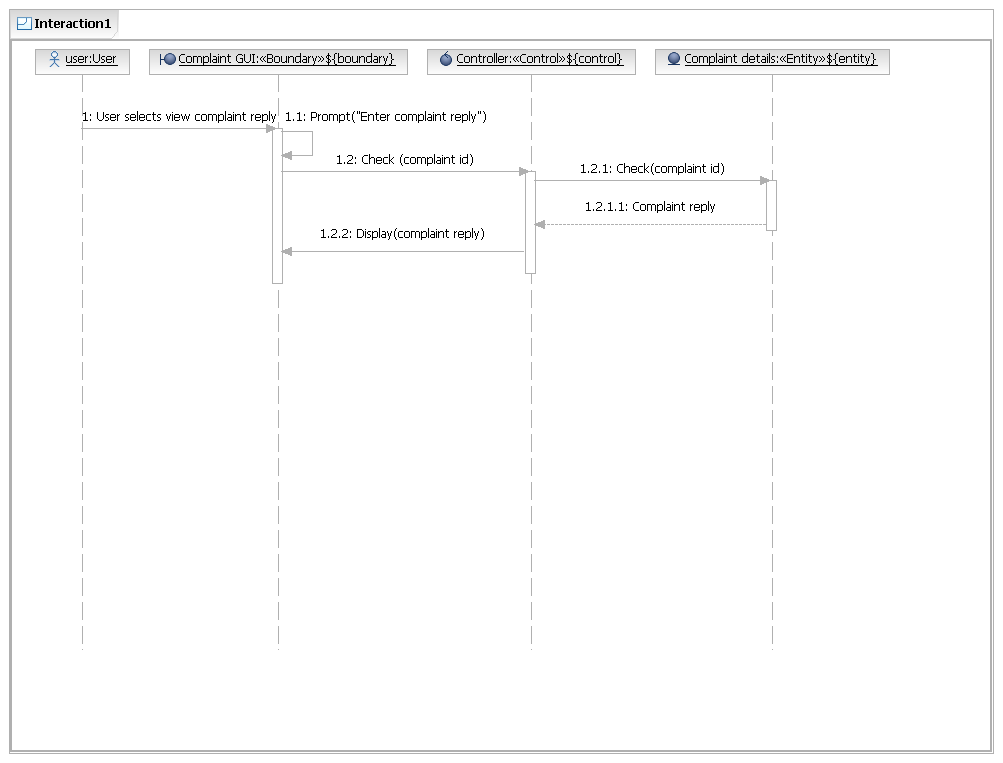 Interaction1
user:User
Complaint GUI:«Boundary»${boundary}
Controller:«Control»${control}
Complaint details:«Entity»${entity}
1: User selects view complaint reply
1.1: Prompt("Enter complaint reply")
1.2: Check (complaint id)
1.2.1: Check(complaint id)
1.2.1.1: Complaint reply
1.2.2: Display(complaint reply)